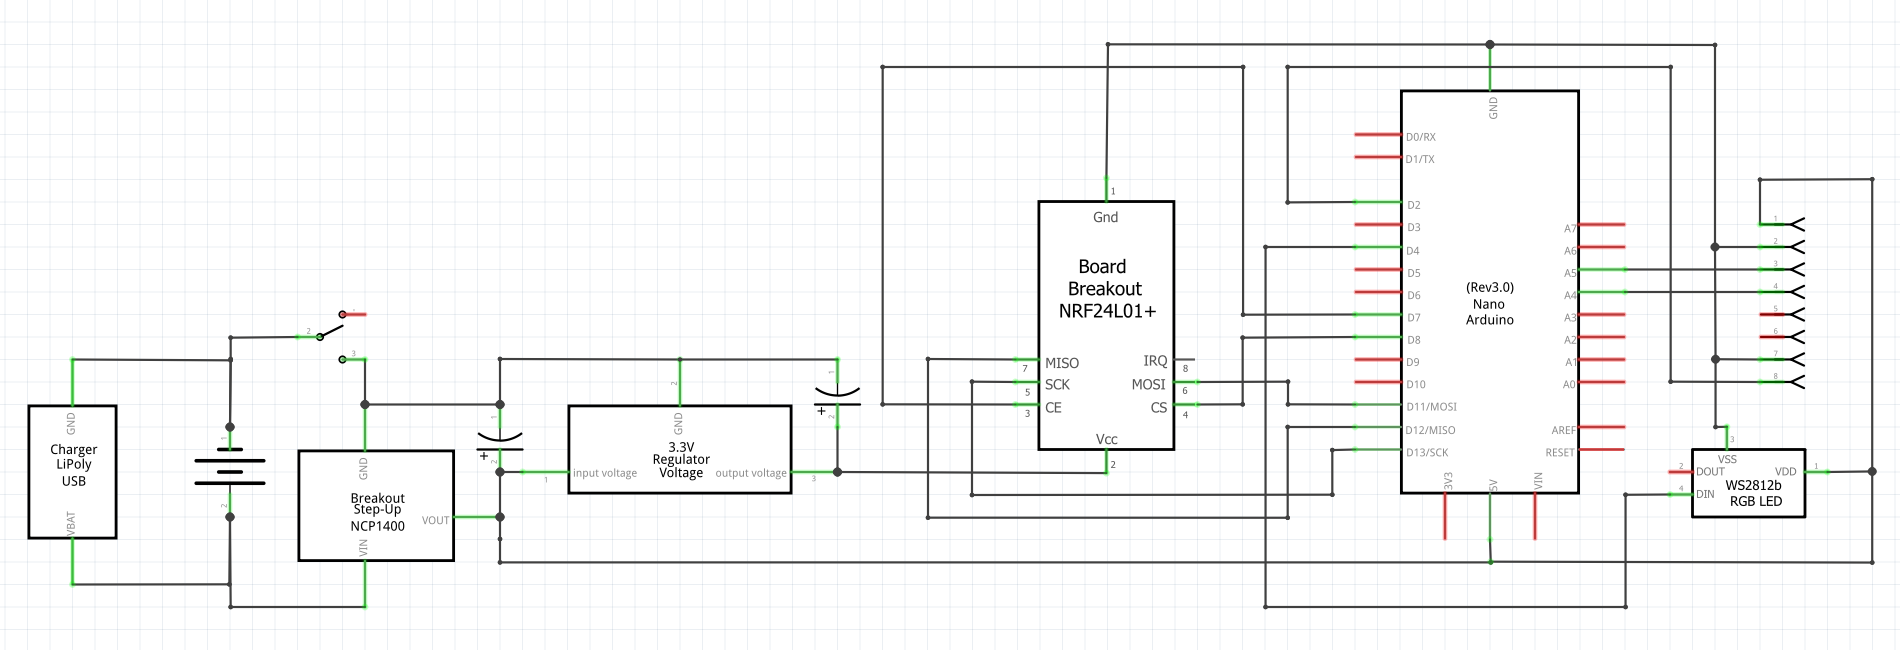 GND
Charger
LiPoly
USB
VBAT
1
2
2
3
GND
Breakout
Step-Up
NCP1400
VOUT
VIN
1
2
+
1
input voltage
2
GND
3.3V
Regulator
Voltage
output voltage
3
1
2
+
1
Gnd
Board
Breakout
NRF24L01+
MISO
7
SCK
5
CE
3
IRQ
8
MOSI
6
CS
4
Vcc
2
GND
D0/RX
D1/TX
D2
D3
D4
D5
D6
D7
D8
D9
D10
D11/MOSI
D12/MISO
D13/SCK
(Rev3.0)
Nano
Arduino
A7
A6
A5
A4
A3
A2
A1
A0
AREF
RESET
3V3
5V
VIN
1
2
3
4
5
6
7
8
3
VSS
2
DOUT
VDD
1
4
DIN
WS2812b
RGB LED